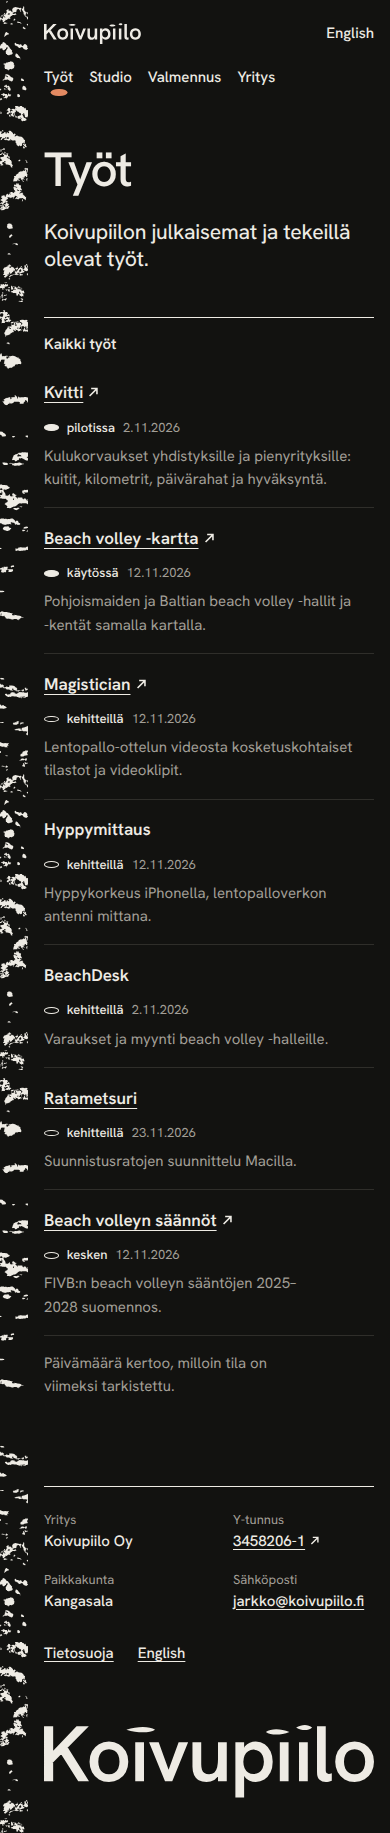 Koivupiilo
English
Työt Studio Valmennus Yritys
Työt
Koivupiilon julkaisemat ja tekeillä
olevat työt.
Kaikki työt
Kvitti ↗
pilotissa 2.11.2026
Kulukorvaukset yhdistyksille ja pienyrityksille:
kuitit, kilometrit, päivärahat ja hyväksyntä.
Beach volley -kartta ↗
käytössä 12.11.2026
Pohjoismaiden ja Baltian beach volley -hallit ja
-kentät samalla kartalla.
Magistician ↗
kehitteillä 12.11.2026
Lentopallo-ottelun videosta kosketuskohtaiset
tilastot ja videoklipit.
Hyppymittaus
kehitteillä 12.11.2026
Hyppykorkeus iPhonella, lentopalloverkon
antenni mittana.
BeachDesk
kehitteillä 2.11.2026
Varaukset ja myynti beach volley -halleille.
Ratametsuri
kehitteillä 23.11.2026
Suunnistusratojen suunnittelu Macilla.
Beach volleyn säännöt ↗
kesken 12.11.2026
FIVB:n beach volleyn sääntöjen 2025–
2028 suomennos.
Päivämäärä kertoo, milloin tila on
viimeksi tarkistettu.
Yritys
Koivupiilo Oy
Y-tunnus
3458206-1 ↗
Paikkakunta
Kangasala
Sähköposti
jarkko@koivupiilo.fi
Tietosuoja English
Koivupiilo